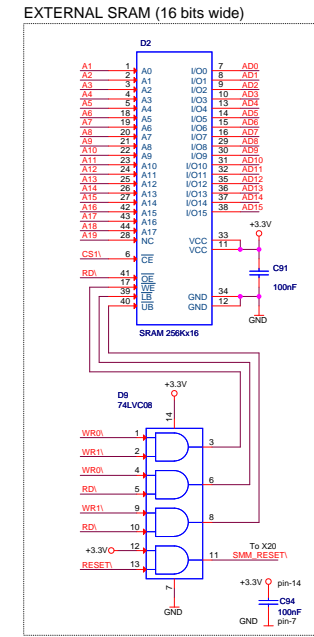 EXTERNAL SRAM (16 bits wide)
D2
A1 1 A0 I/O0 7 AD0
A2 2 A1 I/O1 8 AD1
A3 3 A2 I/O2 9 AD2
A4 4 A3 I/O3 10 AD3
A5 5 A4 I/O4 13 AD4
A6 18 A5 I/O5 14 AD5
A7 19 A6 I/O6 15 AD6
A8 20 A7 I/O7 16 AD7
A9 21 A8 I/O8 29 AD8
A10 22 A9 I/O9 30 AD9
A11 23 A10 I/O10 31 AD10
A12 24 A11 I/O11 32 AD11
A13 25 A12 I/O12 35 AD12
A14 26 A13 I/O13 36 AD13
A15 27 A14 I/O14 37 AD14
A16 42 A15 I/O15 38 AD15
A17 43 A16
A18 44 A17
A19 28 NC
+3.3V
VCC 33
VCC 11
CS1\ 6 CE
C91
100nF
RD\ 41 OE
17 WE
39 LB GND 34
40 UB GND 12
GND
SRAM 256Kx16
D9
74LVC08
+3.3V
14
WR0\ 1
WR1\ 2
3
WR0\ 4
RD\ 5
6
WR1\ 9
RD\ 10
8
+3.3V 12
RESET\ 13
11 To X20
SMM_RESET\
7
GND
+3.3V pin-14
C94
100nF
GND pin-7